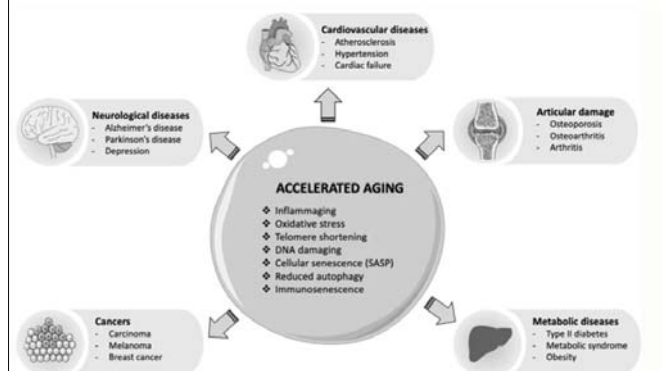 Cardiovascular diseases
- Atherosclerosis
- Hypertension
- Cardiac failure
Neurological diseases
- Alzheimer's disease
- Parkinson's disease
- Depression
Articular damage
- Osteoporosis
- Osteoarthritis
- Arthritis
ACCELERATED AGING
❖ Inflammaging
❖ Oxidative stress
❖ Telomere shortening
❖ DNA damaging
❖ Cellular senescence (SASP)
❖ Reduced autophagy
❖ Immunosenescence
Cancers
- Carcinoma
- Melanoma
- Breast cancer
Metabolic diseases
- Type II diabetes
- Metabolic syndrome
- Obesity